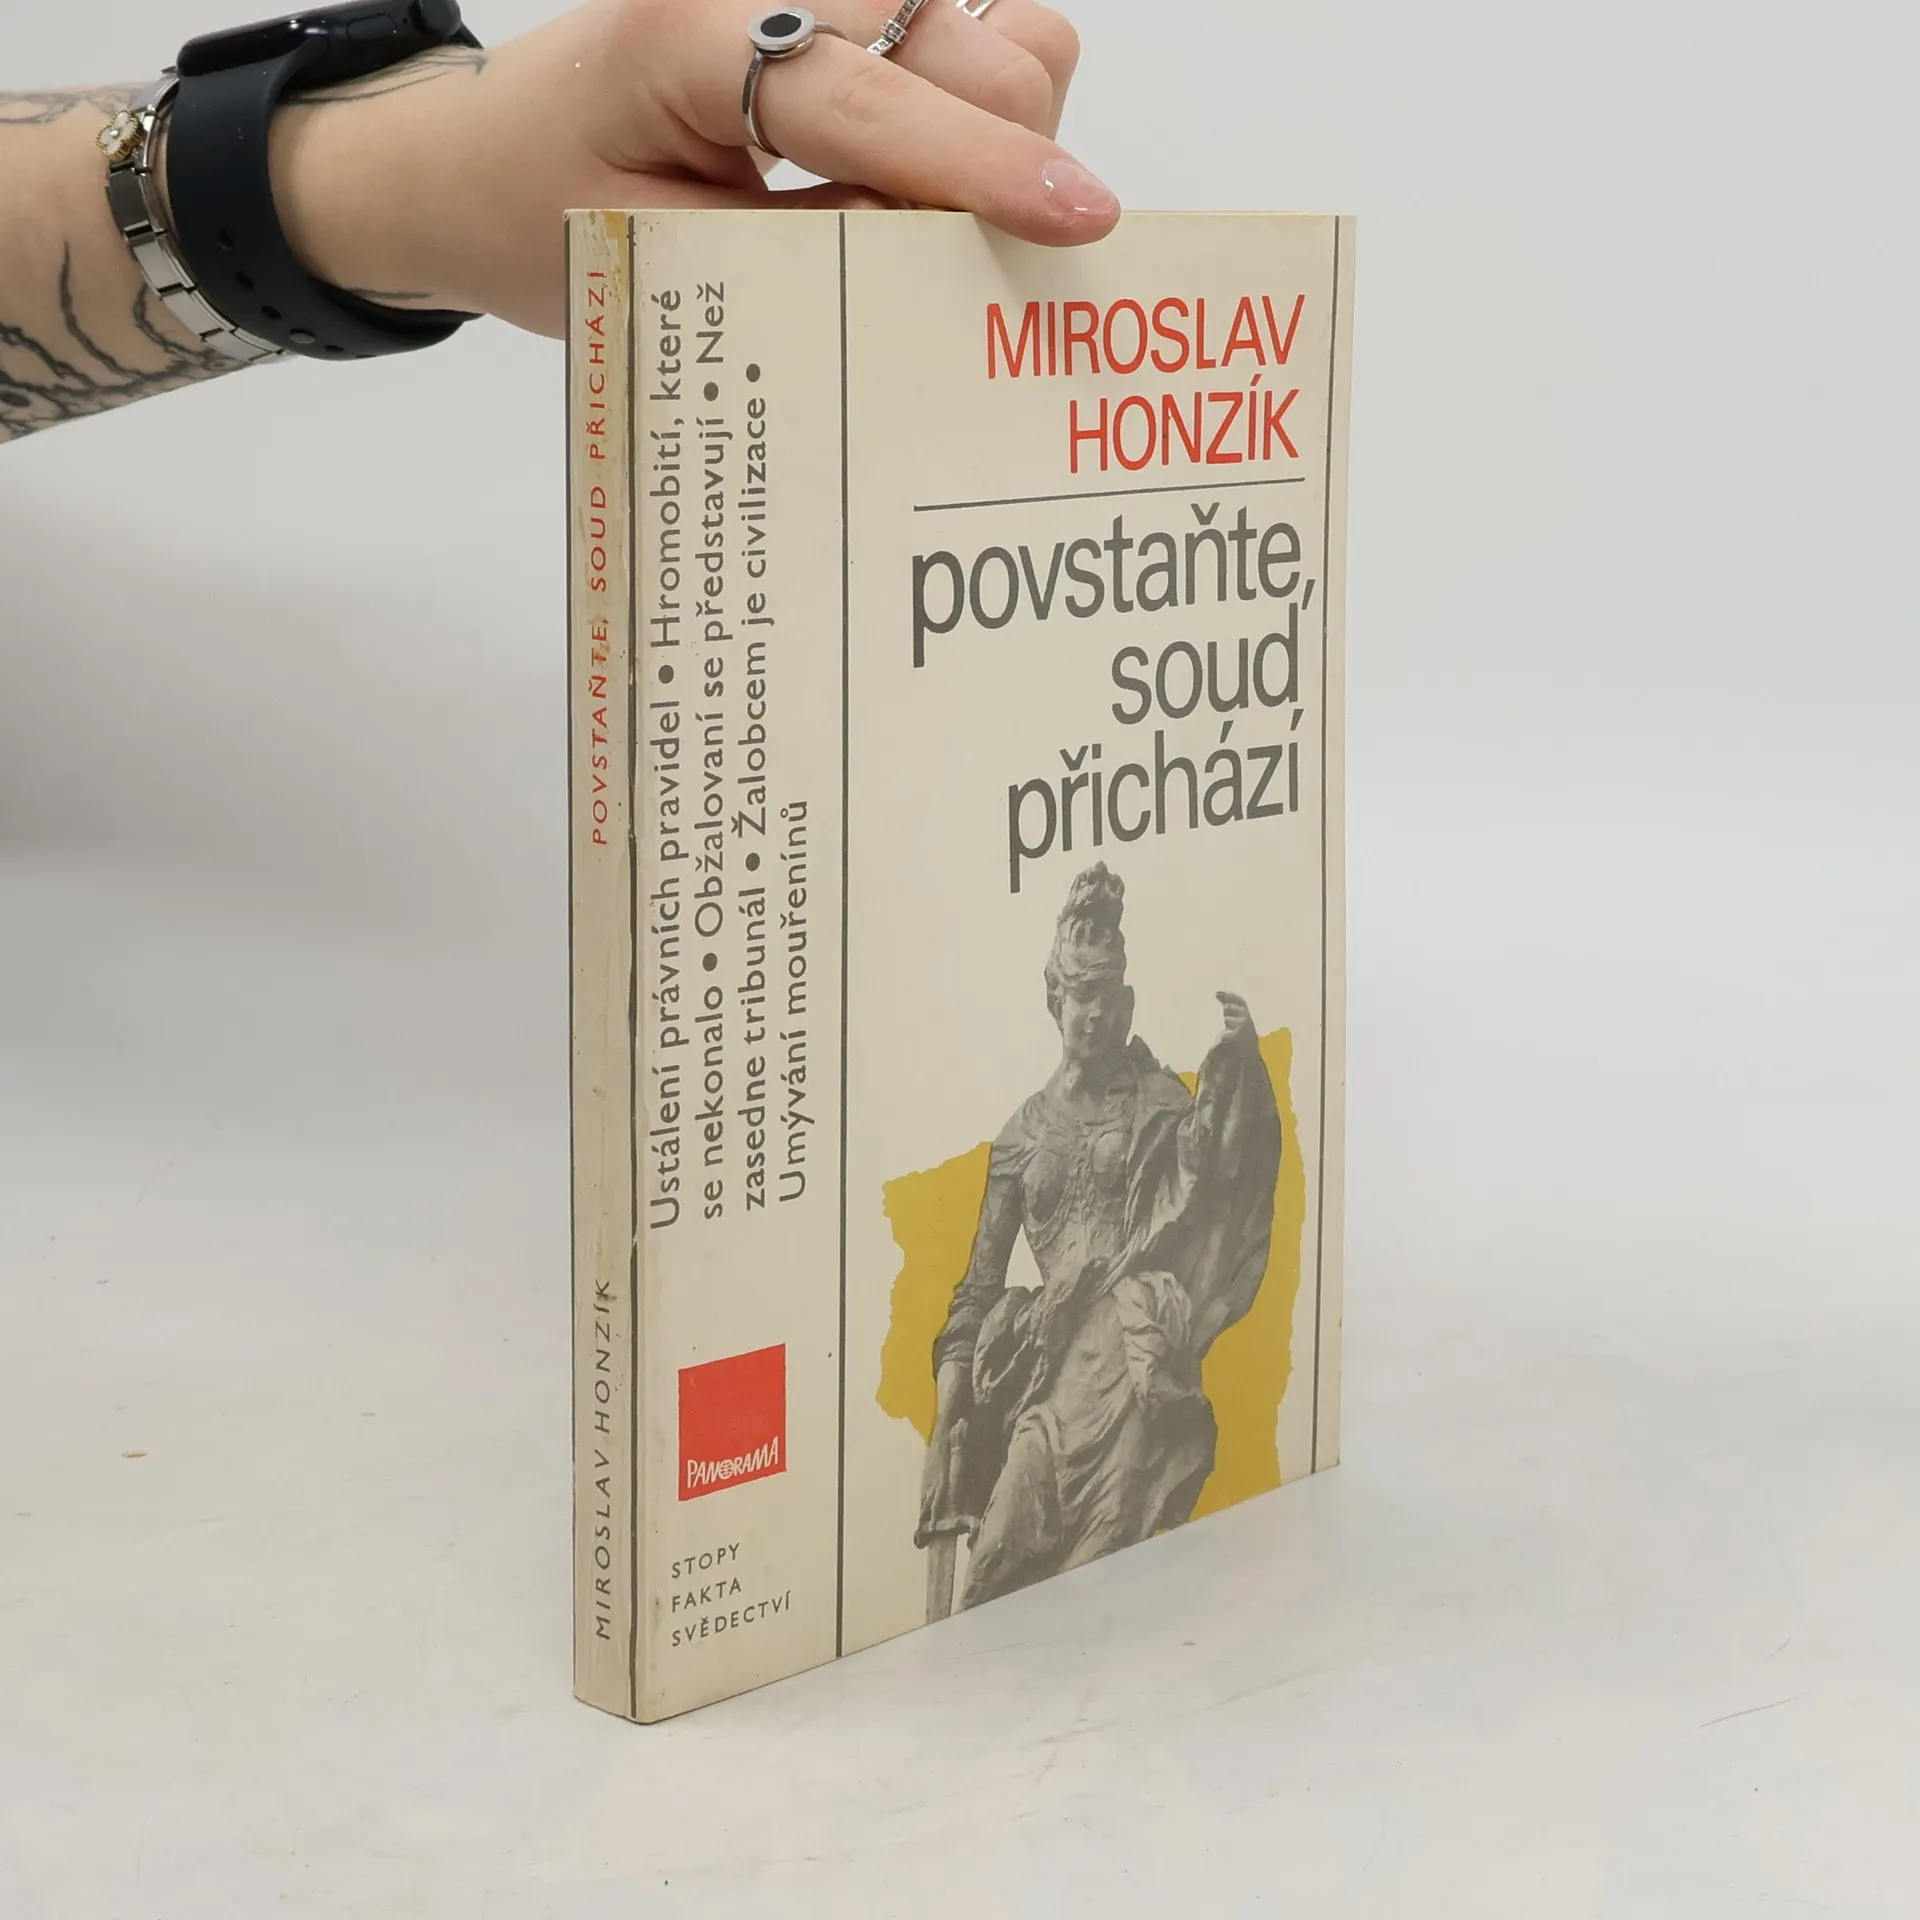 POVSTAŇTE, SOUD PŘICHÁZÍ
MIROSLAV HONZÍK
Ustálení právních pravidel • Hromobití, které
se nekonalo • Obžalovaní se představují • Než
zasedne tribunál • Žalobcem je civilizace •
Umývání mouřenínů
PANORAMA
STOPY
FAKTA
SVĚDECTVÍ
MIROSLAV
HONZÍK
povstaňte,
soud
přichází